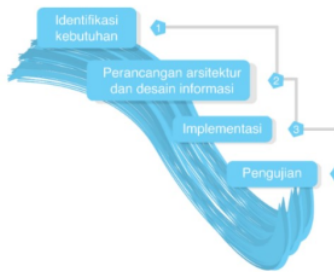 Identifikasi
kebutuhan
1
Perancangan arsitektur
dan desain informasi
2
Implementasi
3
Pengujian